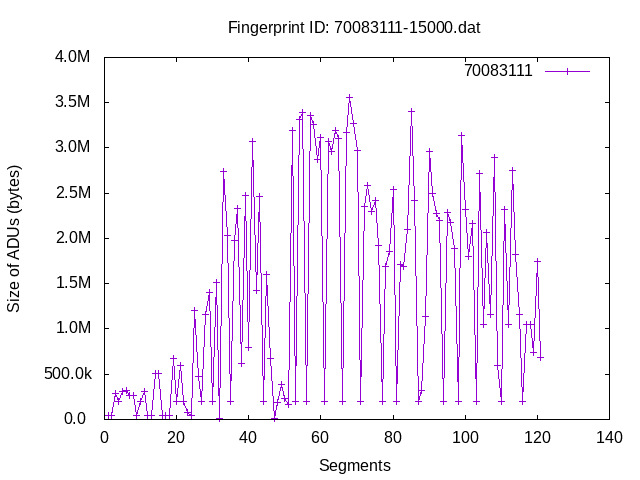 Fingerprint ID: 70083111-15000.dat
4.0M
70083111
3.5M
3.0M
2.5M
2.0M
1.5M
1.0M
500.0k
0.0
Size of ADUs (bytes)
0 20 40 60 80 100 120 140
Segments